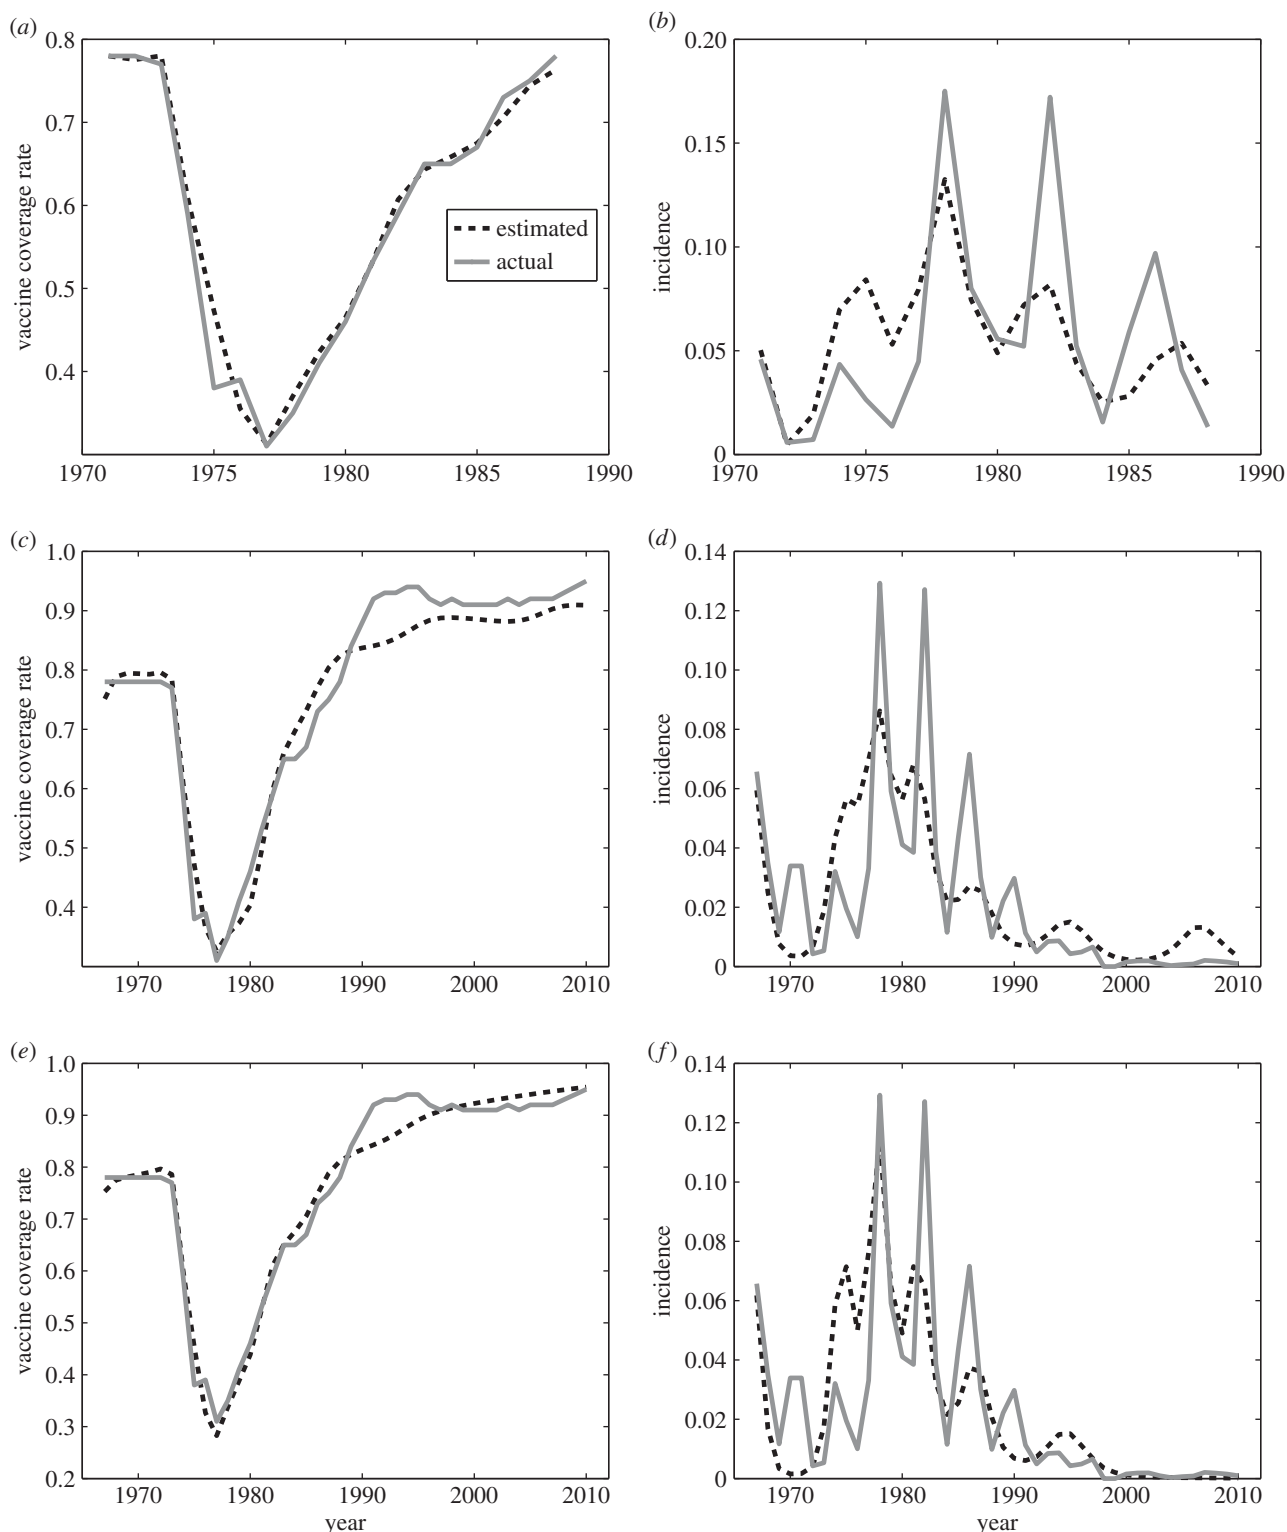 (a)
0.8
0.7
0.6
0.5
0.4
vaccine coverage rate
estimated
actual
1970 1975 1980 1985 1990
(b)
0.20
0.15
0.10
0.05
0
incidence
1970 1975 1980 1985 1990
(c)
1.0
0.9
0.8
0.7
0.6
0.5
0.4
vaccine coverage rate
1970 1980 1990 2000 2010
(d)
0.14
0.12
0.10
0.08
0.06
0.04
0.02
0
incidence
1970 1980 1990 2000 2010
(e)
1.0
0.9
0.8
0.7
0.6
0.5
0.4
0.3
0.2
vaccine coverage rate
1970 1980 1990 2000 2010
year
(f)
0.14
0.12
0.10
0.08
0.06
0.04
0.02
0
incidence
1970 1980 1990 2000 2010
year